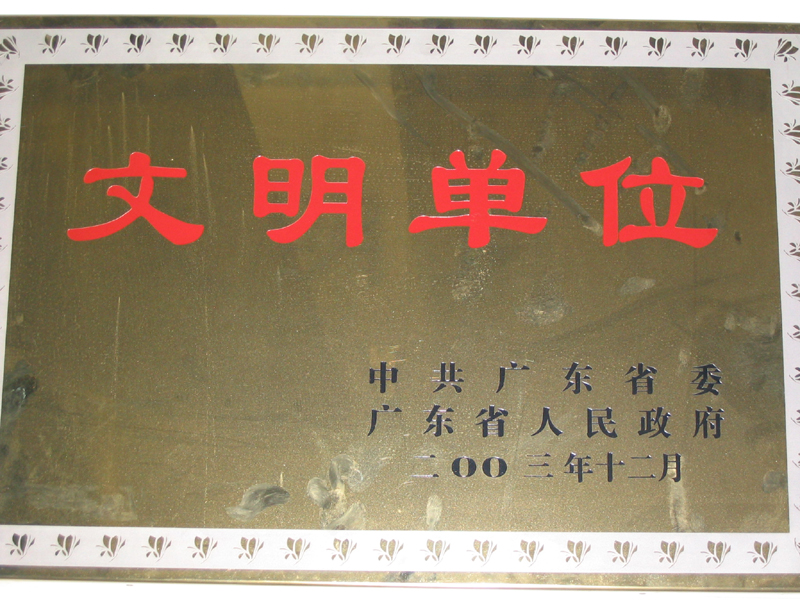 文明单位
中共广东省委
广东省人民政府
二OO三年十二月